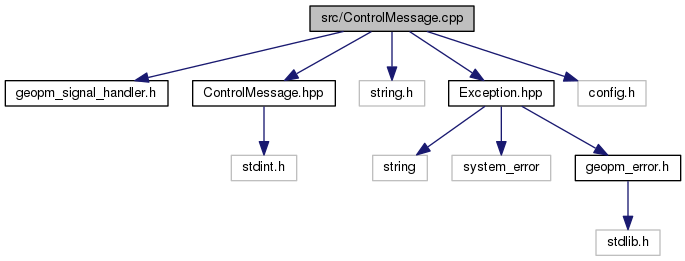 src/ControlMessage.cpp
geopm_signal_handler.h
ControlMessage.hpp
string.h
Exception.hpp
config.h
stdint.h
string
system_error
geopm_error.h
stdlib.h